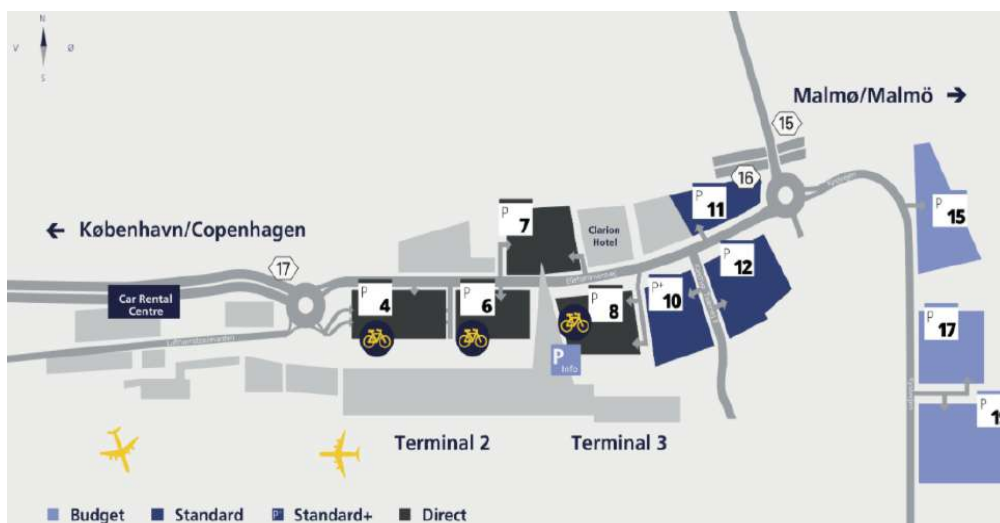 N
V Ø
S
Malmø/Malmö →
15
16
P 11
P 15
← København/Copenhagen
P 7
Clarion
Hotel
17
P 12
Car Rental
Centre
P 4
P 6
P 8
P+ 10
P 17
P
Info
P 19
Terminal 2
Terminal 3
Budget
Standard
P+ Standard+
Direct